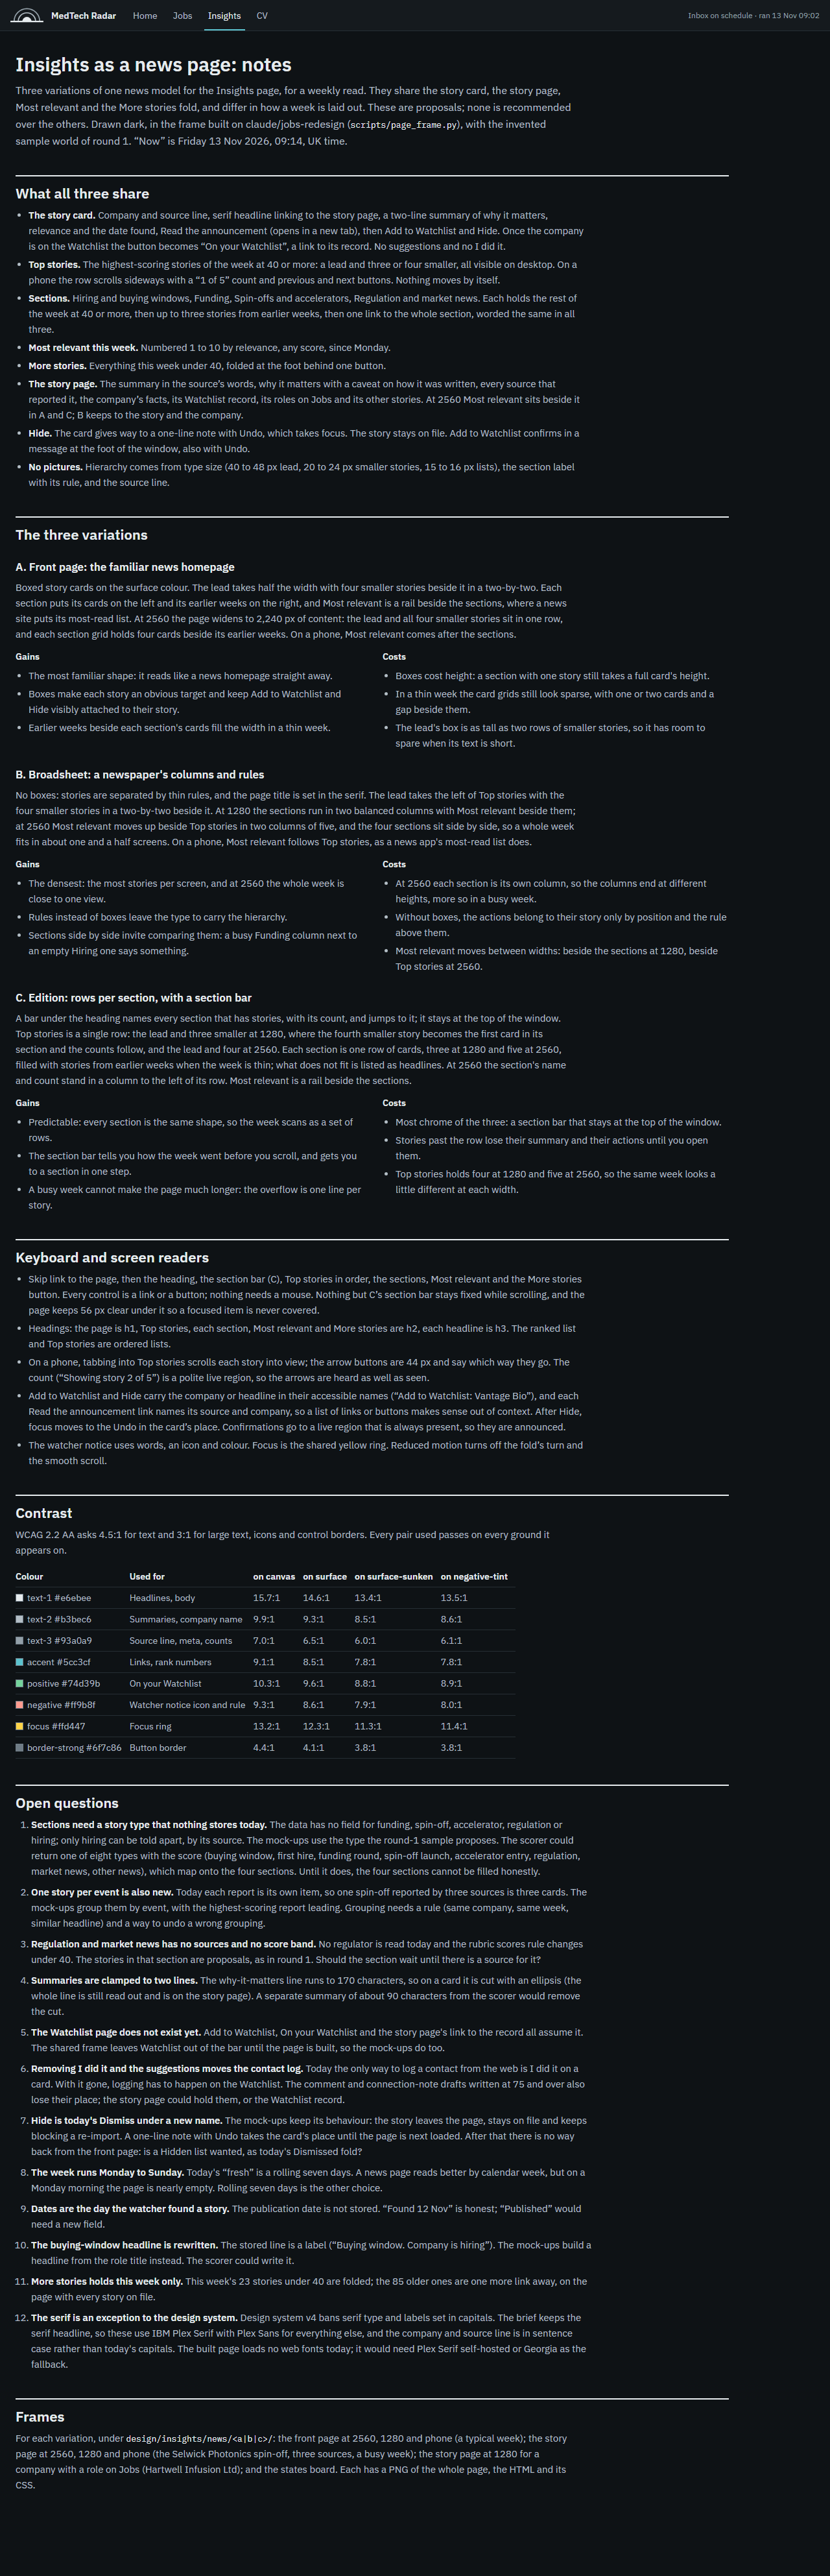 MedTech Radar
Home
Jobs
Insights
CV
Inbox on schedule · ran 13 Nov 09:02
Insights as a news page: notes
Three variations of one news model for the Insights page, for a weekly read. They share the story card, the story page,
Most relevant and the More stories fold, and differ in how a week is laid out. These are proposals; none is recommended
over the others. Drawn dark, in the frame built on claude/jobs-redesign (scripts/page_frame.py), with the invented
sample world of round 1. “Now” is Friday 13 Nov 2026, 09:14, UK time.
What all three share
• The story card. Company and source line, serif headline linking to the story page, a two-line summary of why it matters,
relevance and the date found, Read the announcement (opens in a new tab), then Add to Watchlist and Hide. Once the company
is on the Watchlist the button becomes “On your Watchlist”, a link to its record. No suggestions and no I did it.
• Top stories. The highest-scoring stories of the week at 40 or more: a lead and three or four smaller, all visible on desktop. On a
phone the row scrolls sideways with a “1 of 5” count and previous and next buttons. Nothing moves by itself.
• Sections. Hiring and buying windows, Funding, Spin-offs and accelerators, Regulation and market news. Each holds the rest of
the week at 40 or more, then up to three stories from earlier weeks, then one link to the whole section, worded the same in all
three.
• Most relevant this week. Numbered 1 to 10 by relevance, any score, since Monday.
• More stories. Everything this week under 40, folded at the foot behind one button.
• The story page. The summary in the source’s words, why it matters with a caveat on how it was written, every source that
reported it, the company’s facts, its Watchlist record, its roles on Jobs and its other stories. At 2560 Most relevant sits beside it
in A and C; B keeps to the story and the company.
• Hide. The card gives way to a one-line note with Undo, which takes focus. The story stays on file. Add to Watchlist confirms in a
message at the foot of the window, also with Undo.
• No pictures. Hierarchy comes from type size (40 to 48 px lead, 20 to 24 px smaller stories, 15 to 16 px lists), the section label
with its rule, and the source line.
The three variations
A. Front page: the familiar news homepage
Boxed story cards on the surface colour. The lead takes half the width with four smaller stories beside it in a two-by-two. Each
section puts its cards on the left and its earlier weeks on the right, and Most relevant is a rail beside the sections, where a news
site puts its most-read list. At 2560 the page widens to 2,240 px of content: the lead and all four smaller stories sit in one row,
and each section grid holds four cards beside its earlier weeks. On a phone, Most relevant comes after the sections.
Gains
• The most familiar shape: it reads like a news homepage straight away.
• Boxes make each story an obvious target and keep Add to Watchlist and
Hide visibly attached to their story.
• Earlier weeks beside each section's cards fill the width in a thin week.
Costs
• Boxes cost height: a section with one story still takes a full card's height.
• In a thin week the card grids still look sparse, with one or two cards and a
gap beside them.
• The lead's box is as tall as two rows of smaller stories, so it has room to
spare when its text is short.
B. Broadsheet: a newspaper's columns and rules
No boxes: stories are separated by thin rules, and the page title is set in the serif. The lead takes the left of Top stories with the
four smaller stories in a two-by-two beside it. At 1280 the sections run in two balanced columns with Most relevant beside them;
at 2560 Most relevant moves up beside Top stories in two columns of five, and the four sections sit side by side, so a whole week
fits in about one and a half screens. On a phone, Most relevant follows Top stories, as a news app's most-read list does.
Gains
• The densest: the most stories per screen, and at 2560 the whole week is
close to one view.
• Rules instead of boxes leave the type to carry the hierarchy.
• Sections side by side invite comparing them: a busy Funding column next to
an empty Hiring one says something.
Costs
• At 2560 each section is its own column, so the columns end at different
heights, more so in a busy week.
• Without boxes, the actions belong to their story only by position and the rule
above them.
• Most relevant moves between widths: beside the sections at 1280, beside
Top stories at 2560.
C. Edition: rows per section, with a section bar
A bar under the heading names every section that has stories, with its count, and jumps to it; it stays at the top of the window.
Top stories is a single row: the lead and three smaller at 1280, where the fourth smaller story becomes the first card in its
section and the counts follow, and the lead and four at 2560. Each section is one row of cards, three at 1280 and five at 2560,
filled with stories from earlier weeks when the week is thin; what does not fit is listed as headlines. At 2560 the section's name
and count stand in a column to the left of its row. Most relevant is a rail beside the sections.
Gains
• Predictable: every section is the same shape, so the week scans as a set of
rows.
• The section bar tells you how the week went before you scroll, and gets you
to a section in one step.
• A busy week cannot make the page much longer: the overflow is one line per
story.
Costs
• Most chrome of the three: a section bar that stays at the top of the window.
• Stories past the row lose their summary and their actions until you open
them.
• Top stories holds four at 1280 and five at 2560, so the same week looks a
little different at each width.
Keyboard and screen readers
• Skip link to the page, then the heading, the section bar (C), Top stories in order, the sections, Most relevant and the More stories
button. Every control is a link or a button; nothing needs a mouse. Nothing but C’s section bar stays fixed while scrolling, and the
page keeps 56 px clear under it so a focused item is never covered.
• Headings: the page is h1, Top stories, each section, Most relevant and More stories are h2, each headline is h3. The ranked list
and Top stories are ordered lists.
• On a phone, tabbing into Top stories scrolls each story into view; the arrow buttons are 44 px and say which way they go. The
count (“Showing story 2 of 5”) is a polite live region, so the arrows are heard as well as seen.
• Add to Watchlist and Hide carry the company or headline in their accessible names (“Add to Watchlist: Vantage Bio”), and each
Read the announcement link names its source and company, so a list of links or buttons makes sense out of context. After Hide,
focus moves to the Undo in the card’s place. Confirmations go to a live region that is always present, so they are announced.
• The watcher notice uses words, an icon and colour. Focus is the shared yellow ring. Reduced motion turns off the fold’s turn and
the smooth scroll.
Contrast
WCAG 2.2 AA asks 4.5:1 for text and 3:1 for large text, icons and control borders. Every pair used passes on every ground it
appears on.
Colour Used for on canvas on surface on surface-sunken on negative-tint
text-1 #e6ebee Headlines, body 15.7:1 14.6:1 13.4:1 13.5:1
text-2 #b3bec6 Summaries, company name 9.9:1 9.3:1 8.5:1 8.6:1
text-3 #93a0a9 Source line, meta, counts 7.0:1 6.5:1 6.0:1 6.1:1
accent #5cc3cf Links, rank numbers 9.1:1 8.5:1 7.8:1 7.8:1
positive #74d39b On your Watchlist 10.3:1 9.6:1 8.8:1 8.9:1
negative #ff9b8f Watcher notice icon and rule 9.3:1 8.6:1 7.9:1 8.0:1
focus #ffd447 Focus ring 13.2:1 12.3:1 11.3:1 11.4:1
border-strong #6f7c86 Button border 4.4:1 4.1:1 3.8:1 3.8:1
Open questions
1. Sections need a story type that nothing stores today. The data has no field for funding, spin-off, accelerator, regulation or
hiring; only hiring can be told apart, by its source. The mock-ups use the type the round-1 sample proposes. The scorer could
return one of eight types with the score (buying window, first hire, funding round, spin-off launch, accelerator entry, regulation,
market news, other news), which map onto the four sections. Until it does, the four sections cannot be filled honestly.
2. One story per event is also new. Today each report is its own item, so one spin-off reported by three sources is three cards. The
mock-ups group them by event, with the highest-scoring report leading. Grouping needs a rule (same company, same week,
similar headline) and a way to undo a wrong grouping.
3. Regulation and market news has no sources and no score band. No regulator is read today and the rubric scores rule changes
under 40. The stories in that section are proposals, as in round 1. Should the section wait until there is a source for it?
4. Summaries are clamped to two lines. The why-it-matters line runs to 170 characters, so on a card it is cut with an ellipsis (the
whole line is still read out and is on the story page). A separate summary of about 90 characters from the scorer would remove
the cut.
5. The Watchlist page does not exist yet. Add to Watchlist, On your Watchlist and the story page's link to the record all assume it.
The shared frame leaves Watchlist out of the bar until the page is built, so the mock-ups do too.
6. Removing I did it and the suggestions moves the contact log. Today the only way to log a contact from the web is I did it on a
card. With it gone, logging has to happen on the Watchlist. The comment and connection-note drafts written at 75 and over also
lose their place; the story page could hold them, or the Watchlist record.
7. Hide is today's Dismiss under a new name. The mock-ups keep its behaviour: the story leaves the page, stays on file and keeps
blocking a re-import. A one-line note with Undo takes the card's place until the page is next loaded. After that there is no way
back from the front page: is a Hidden list wanted, as today's Dismissed fold?
8. The week runs Monday to Sunday. Today's “fresh” is a rolling seven days. A news page reads better by calendar week, but on a
Monday morning the page is nearly empty. Rolling seven days is the other choice.
9. Dates are the day the watcher found a story. The publication date is not stored. “Found 12 Nov” is honest; “Published” would
need a new field.
10. The buying-window headline is rewritten. The stored line is a label (“Buying window. Company is hiring”). The mock-ups build a
headline from the role title instead. The scorer could write it.
11. More stories holds this week only. This week's 23 stories under 40 are folded; the 85 older ones are one more link away, on the
page with every story on file.
12. The serif is an exception to the design system. Design system v4 bans serif type and labels set in capitals. The brief keeps the
serif headline, so these use IBM Plex Serif with Plex Sans for everything else, and the company and source line is in sentence
case rather than today's capitals. The built page loads no web fonts today; it would need Plex Serif self-hosted or Georgia as the
fallback.
Frames
For each variation, under design/insights/news/<a|b|c>/: the front page at 2560, 1280 and phone (a typical week); the story
page at 2560, 1280 and phone (the Selwick Photonics spin-off, three sources, a busy week); the story page at 1280 for a
company with a role on Jobs (Hartwell Infusion Ltd); and the states board. Each has a PNG of the whole page, the HTML and its
CSS.